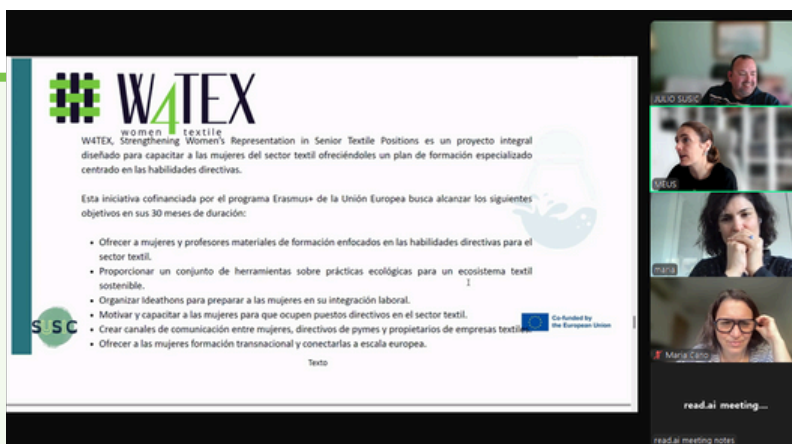 W4TEX
women textile
W4TEX, Strengthening Women's Representation in Senior Textile Positions es un proyecto integral
diseñado para capacitar a las mujeres del sector textil ofreciéndoles un plan de formación especializado
centrado en las habilidades directivas.
Esta iniciativa cofinanciada por el programa Erasmus+ de la Unión Europea busca alcanzar los siguientes
objetivos en sus 30 meses de duración:
• Ofrecer a mujeres y profesores materiales de formación enfocados en las habilidades directivas para el
sector textil.
• Proporcionar un conjunto de herramientas sobre prácticas ecológicas para un ecosistema textil
sostenible.
• Organizar Ideathons para preparar a las mujeres en su integración laboral.
• Motivar y capacitar a las mujeres para que ocupen puestos directivos en el sector textil.
• Crear canales de comunicación entre mujeres, directivos de pymes y propietarios de empresas textiles.
• Ofrecer a las mujeres formación transnacional y conectarlas a escala europea.
Texto
SUSC
Co-funded by
the European Union
JULIO SUSIC
MEUS
maria
Maria Cano
read.ai meeting...
read.ai meeting notes